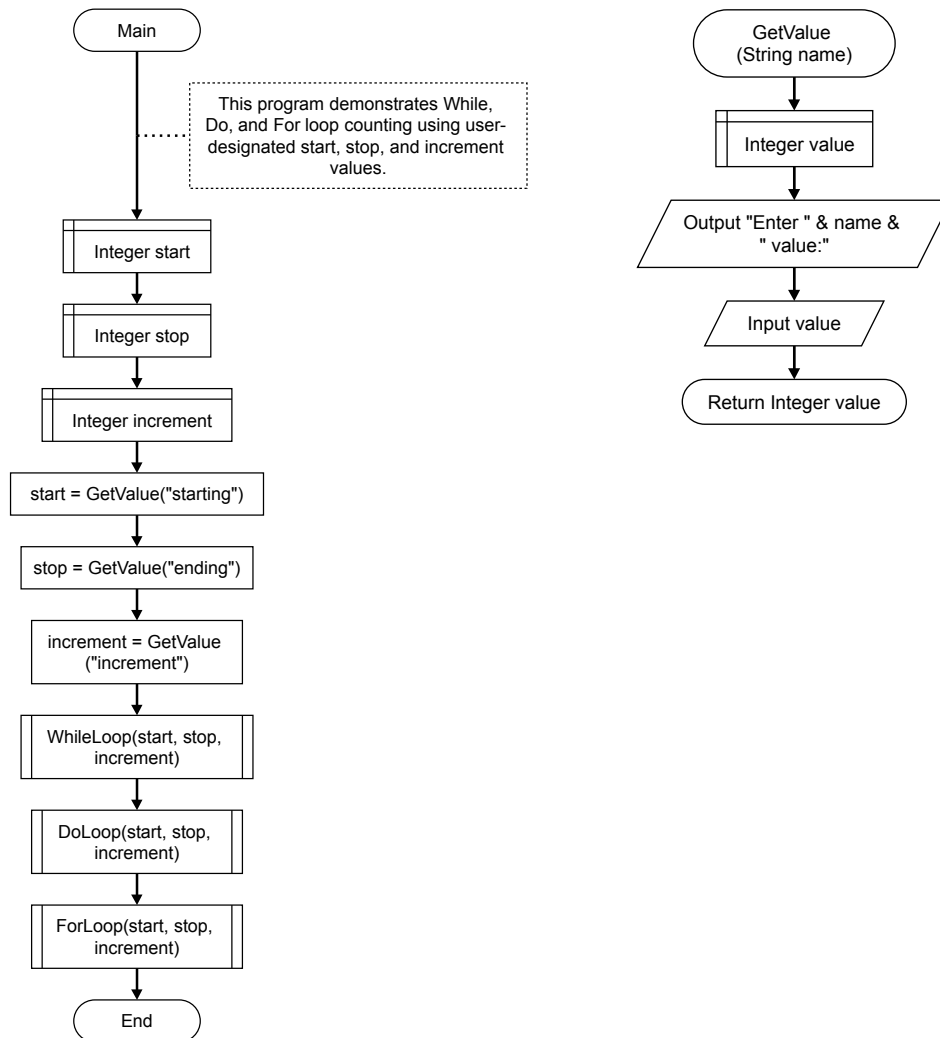 Main
This program demonstrates While,
Do, and For loop counting using user-
designated start, stop, and increment
values.
Integer start
Integer stop
Integer increment
start = GetValue("starting")
stop = GetValue("ending")
increment = GetValue
("increment")
WhileLoop(start, stop,
increment)
DoLoop(start, stop,
increment)
ForLoop(start, stop,
increment)
End
GetValue
(String name)
Integer value
Output "Enter " & name &
" value:"
Input value
Return Integer value